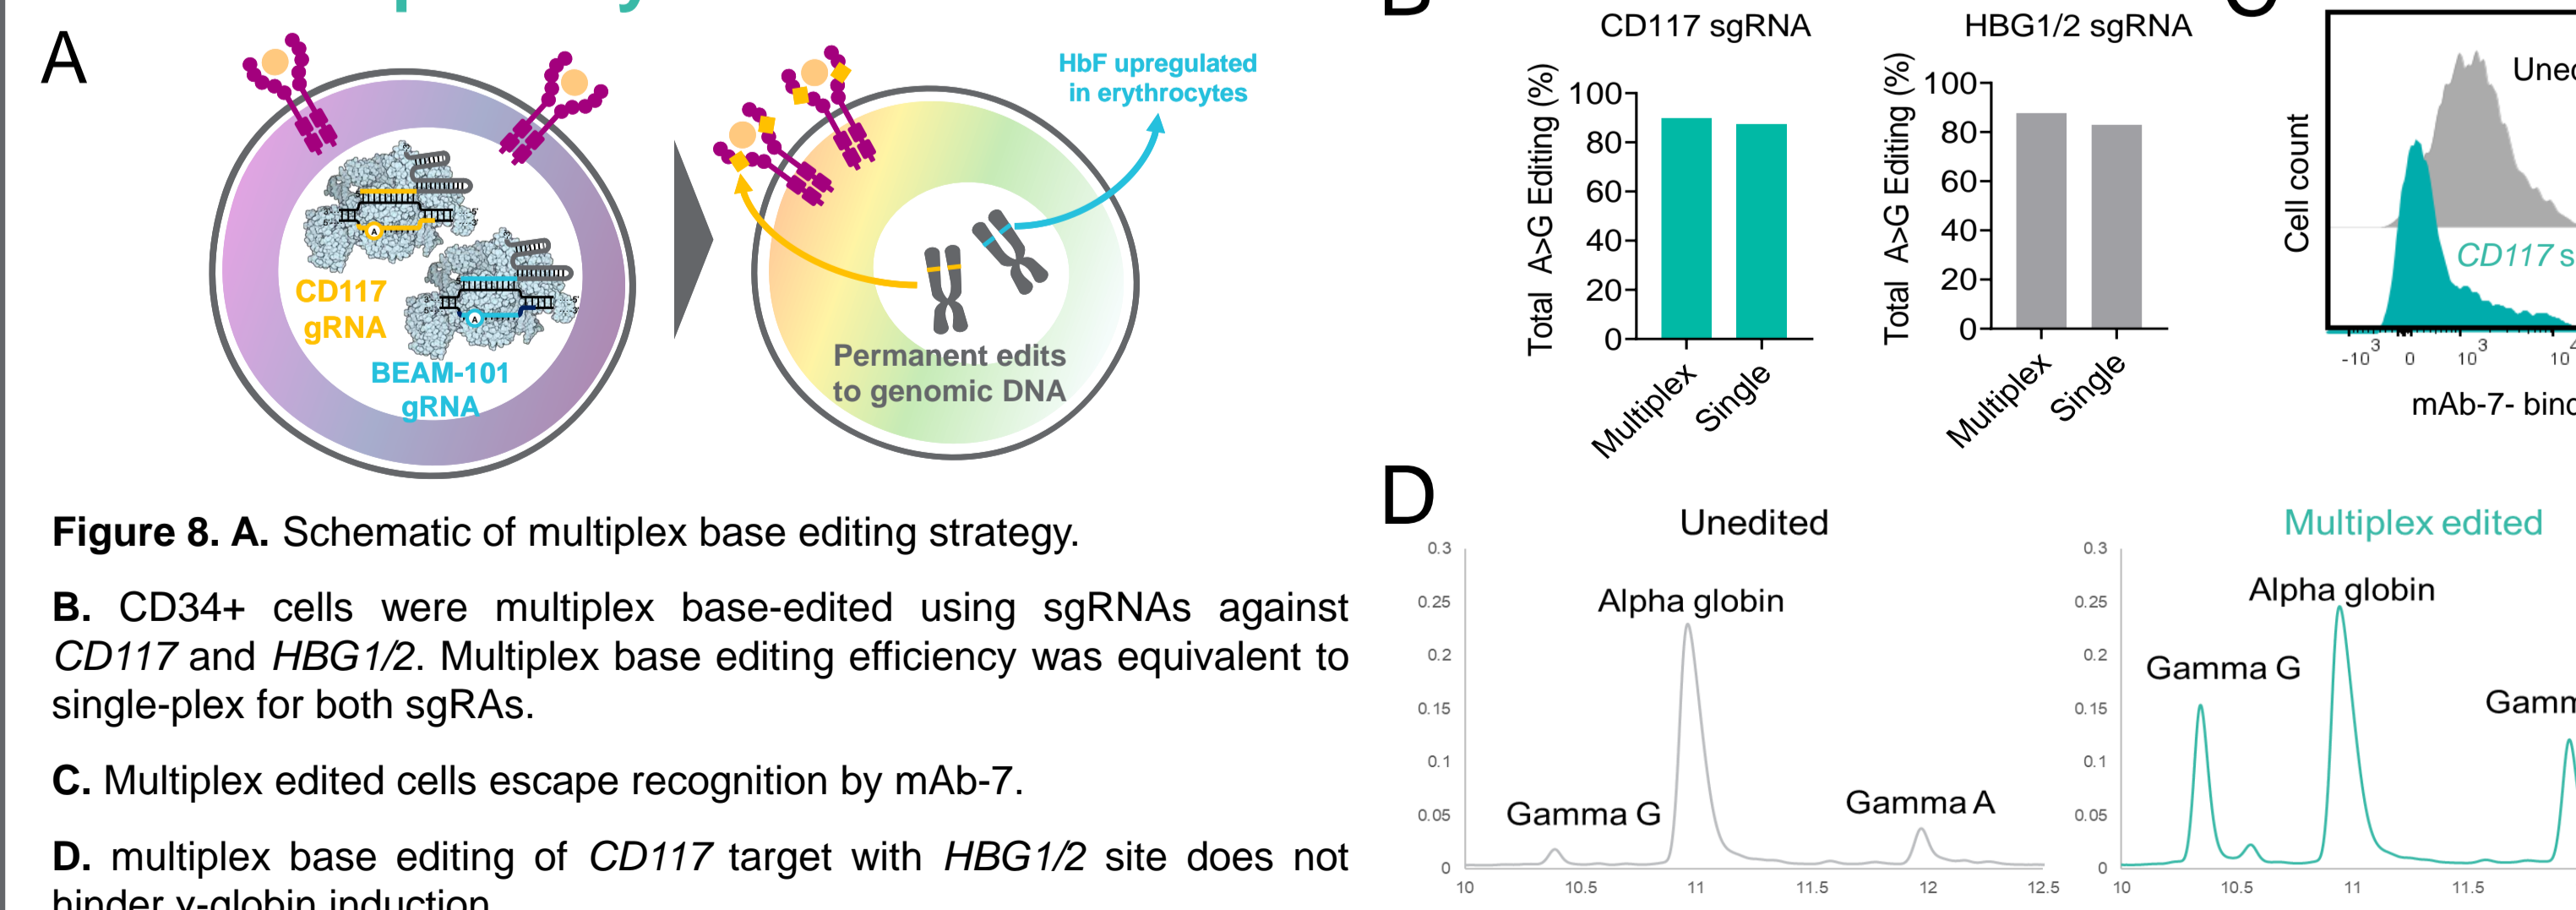 A
HbF upregulated
in erythrocytes
CD117
gRNA
BEAM-101
gRNA
A
A
Permanent edits
to genomic DNA
Figure 8. A. Schematic of multiplex base editing strategy.
B. CD34+ cells were multiplex base-edited using sgRNAs against
CD117 and HBG1/2. Multiplex base editing efficiency was equivalent to
single-plex for both sgRAs.
C. Multiplex edited cells escape recognition by mAb-7.
D. multiplex base editing of CD117 target with HBG1/2 site does not
hinder γ-globin induction
B
CD117 sgRNA
Total A>G Editing (%)
100
80
60
40
20
0
Multiplex
Single
HBG1/2 sgRNA
Total A>G Editing (%)
100
80
60
40
20
0
Multiplex
Single
C
Cell count
CD117
-10³ 0 10³ 10⁴
mAb-7-
D
Unedited
0.3
0.25
0.2
0.15
0.1
0.05
0
Alpha globin
Gamma G
Gamma A
10 10.5 11 11.5 12 12.5
Multiplex edited
0.3
0.25
0.2
0.15
0.1
0.05
0
Alpha globin
Gamma G
10 10.5 11 11.5